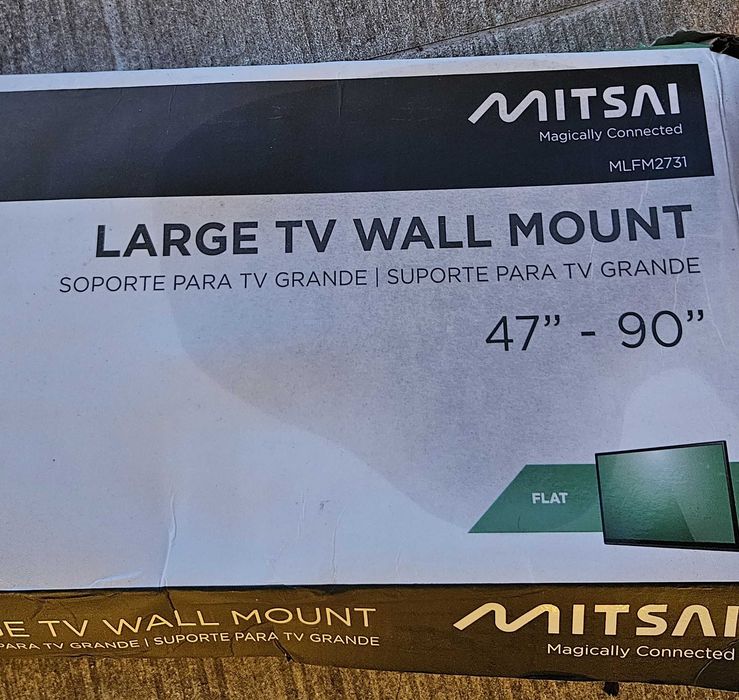 MITSAI
Magically Connected
MLFM2731
LARGE TV WALL MOUNT
SOPORTE PARA TV GRANDE | SUPORTE PARA TV GRANDE
47” - 90”
FLAT
E TV WALL MOUNT
PARA TV GRANDE | SUPORTE PARA TV GRANDE
MITSAI
Magically Connected